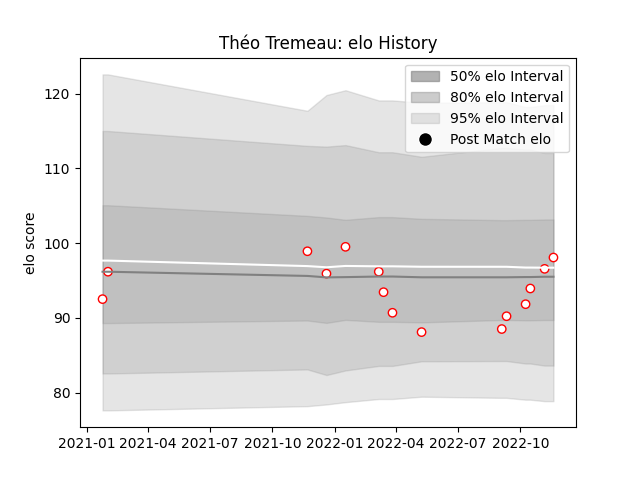 Théo Tremeau: elo History
50% elo Interval
80% elo Interval
95% elo Interval
Post Match elo
elo score
120
110
100
90
80
2021-01 2021-04 2021-07 2021-10 2022-01 2022-04 2022-07 2022-10